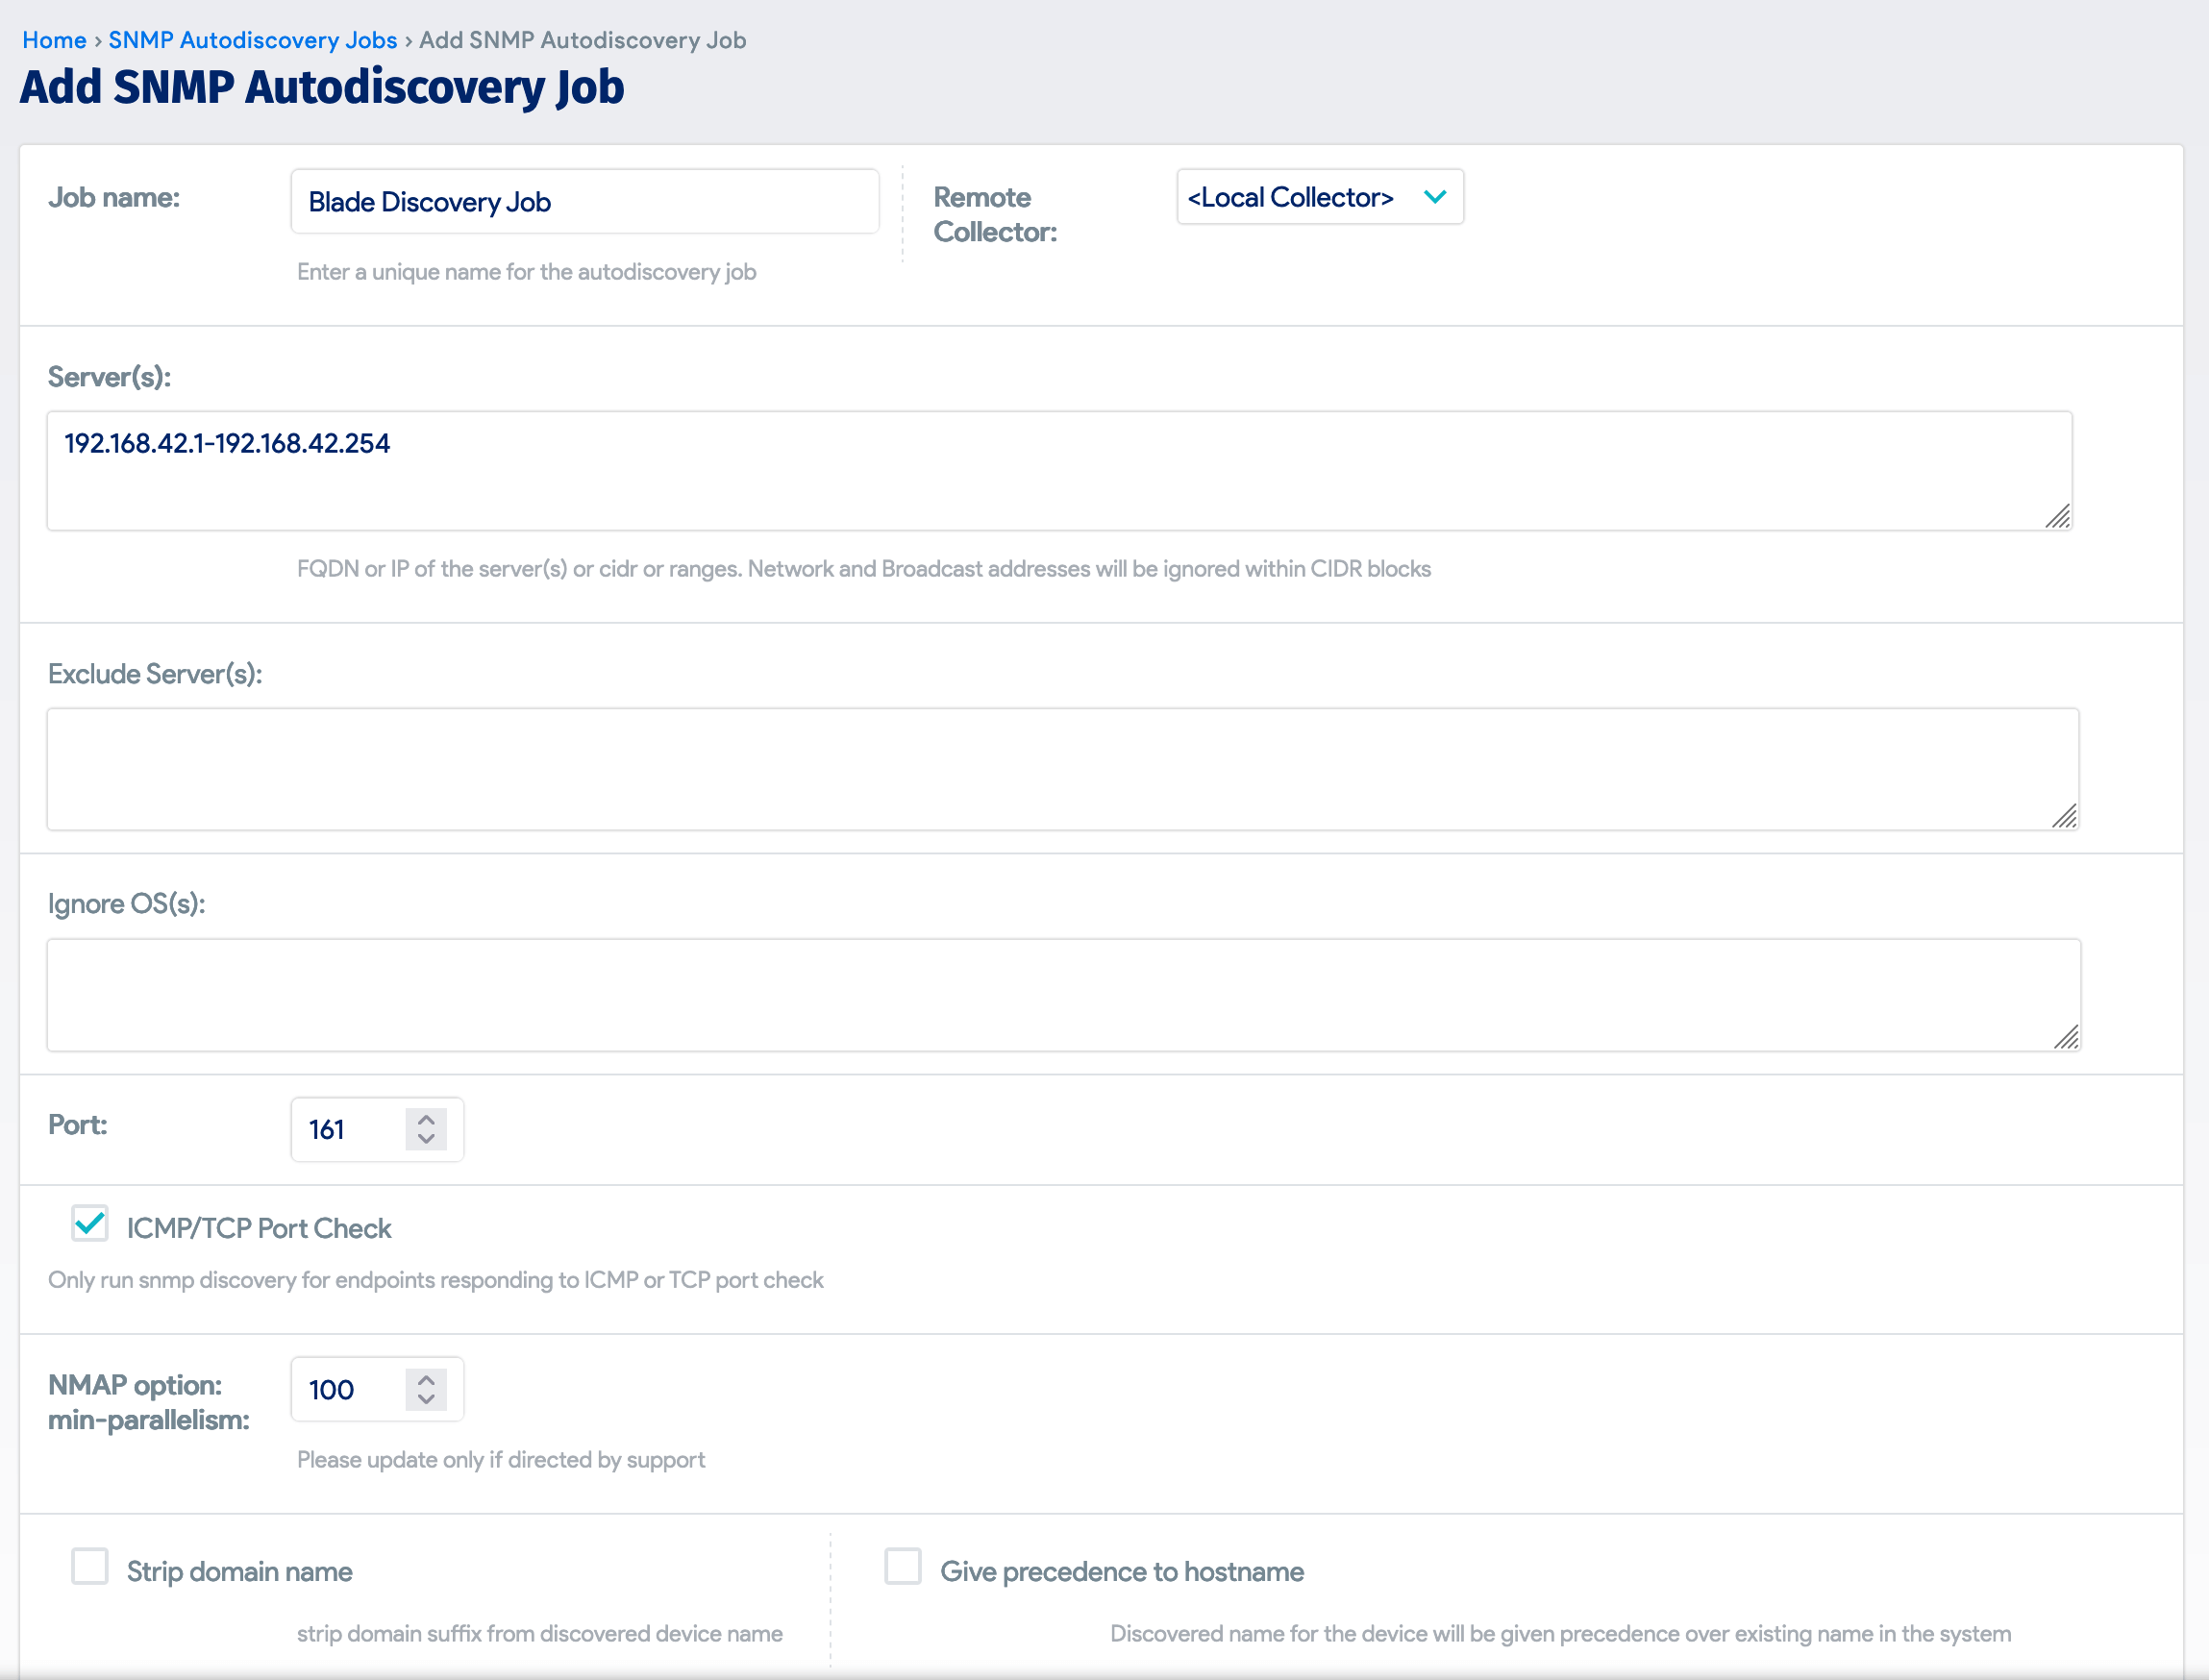 Home › SNMP Autodiscovery Jobs › Add SNMP Autodiscovery Job
Add SNMP Autodiscovery Job
Job name:
Blade Discovery Job
Remote
Collector:
<Local Collector>
Enter a unique name for the autodiscovery job
Server(s):
192.168.42.1-192.168.42.254
FQDN or IP of the server(s) or cidr or ranges. Network and Broadcast addresses will be ignored within CIDR blocks
Exclude Server(s):
Ignore OS(s):
Port:
161
ICMP/TCP Port Check
Only run snmp discovery for endpoints responding to ICMP or TCP port check
NMAP option:
min-parallelism:
100
Please update only if directed by support
Strip domain name
strip domain suffix from discovered device name
Give precedence to hostname
Discovered name for the device will be given precedence over existing name in the system